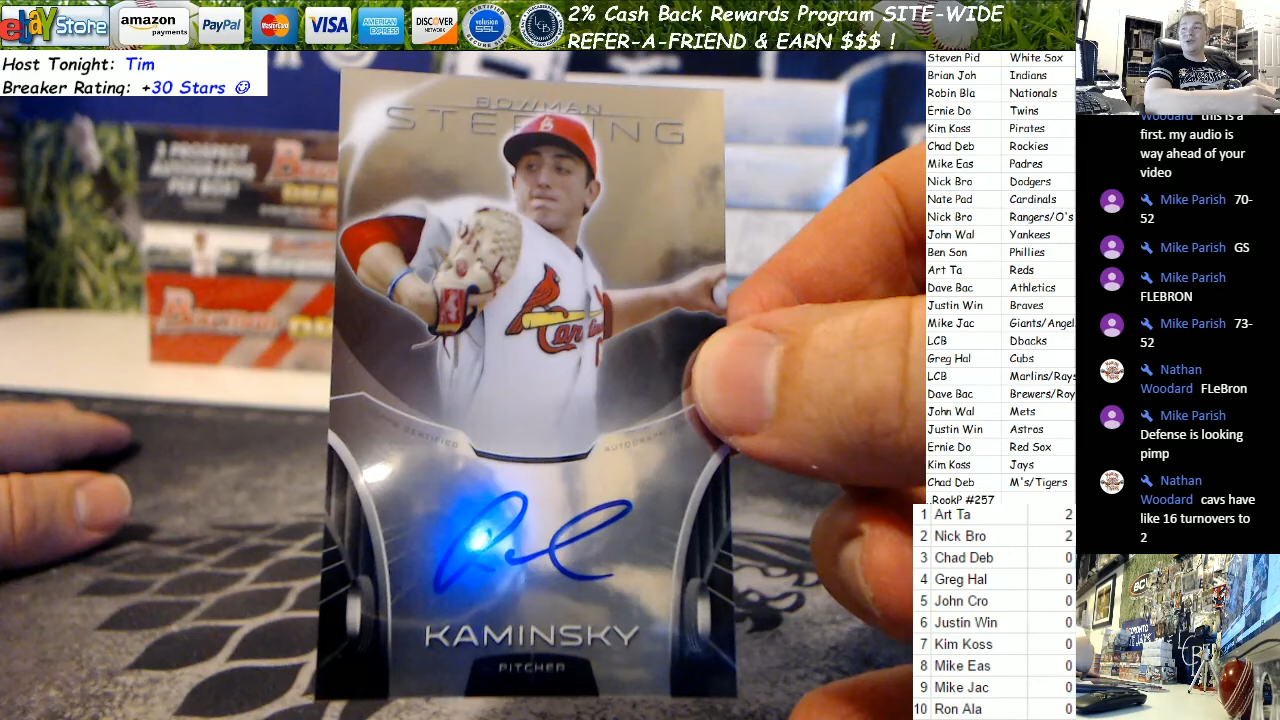 ebay Store
amazon payments
PayPal
MasterCard
VISA
AMERICAN EXPRESS
DISCOVER NETWORK
volusion SSL
2% Cash Back Rewards Program SITE-WIDE
REFER-A-FRIEND & EARN $$$ !
Host Tonight: Tim
Breaker Rating: +30 Stars
BOWMAN
STERLING
Cardinals
CERTIFIED
AUTOGRAPH
KAMINSKY
PITCHER
Steven Pid White Sox
Brian Joh Indians
Robin Bla Nationals
Ernie Do Twins
Kim Koss Pirates
Chad Deb Rockies
Mike Eas Padres
Nick Bro Dodgers
Nate Pad Cardinals
Nick Bro Rangers/O's
John Wal Yankees
Ben Son Phillies
Art Ta Reds
Dave Bac Athletics
Justin Win Braves
Mike Jac Giants/Angel
LCB Dbacks
Greg Hal Cubs
LCB Marlins/Rays
Dave Bac Brewers/Roy
John Wal Mets
Justin Win Astros
Ernie Do Red Sox
Kim Koss Jays
Chad Deb M's/Tigers
RookP #257
1 Art Ta 2
2 Nick Bro 2
3 Chad Deb 0
4 Greg Hal 0
5 John Cro 0
6 Justin Win 0
7 Kim Koss 0
8 Mike Eas 0
9 Mike Jac 0
10 Ron Ala 0
Woodard this is a
first. my audio is
way ahead of your
video
Mike Parish 70-
52
Mike Parish GS
Mike Parish
FLEBRON
Mike Parish 73-
52
Nathan
Woodard FLeBron
Mike Parish
Defense is looking
pimp
Nathan
Woodard cavs have
like 16 turnovers to
2